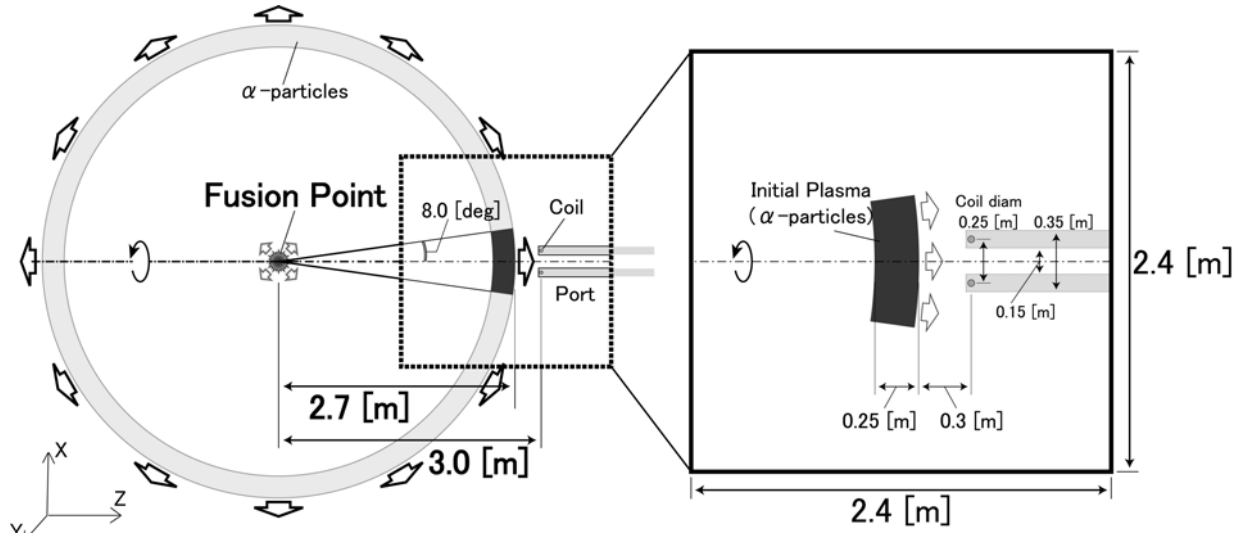 α-particles
Fusion Point
8.0 [deg]
Coil
Port
2.7 [m]
3.0 [m]
X
Z
Y
Initial Plasma
(α-particles)
Coil diam
0.25 [m]
0.35 [m]
0.15 [m]
0.25 [m]
0.3 [m]
2.4 [m]
2.4 [m]